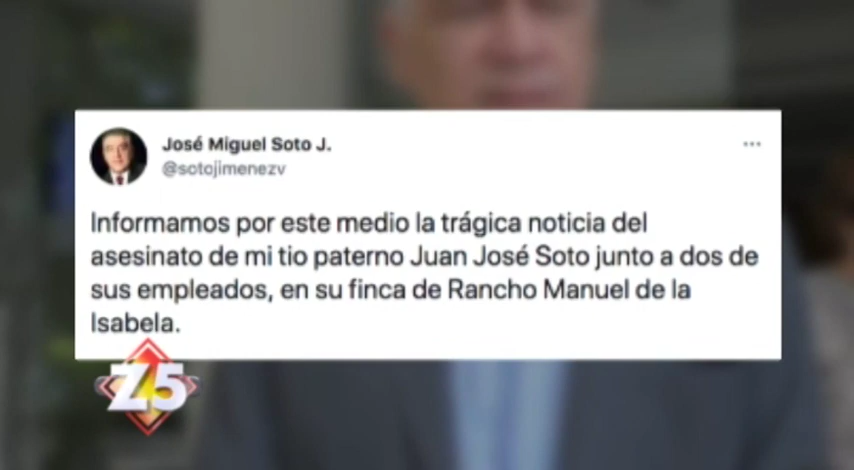 José Miguel Soto J.
@sotojimenezv
Informamos por este medio la trágica noticia del
asesinato de mi tio paterno Juan José Soto junto a dos de
sus empleados, en su finca de Rancho Manuel de la
Isabela.
Z5